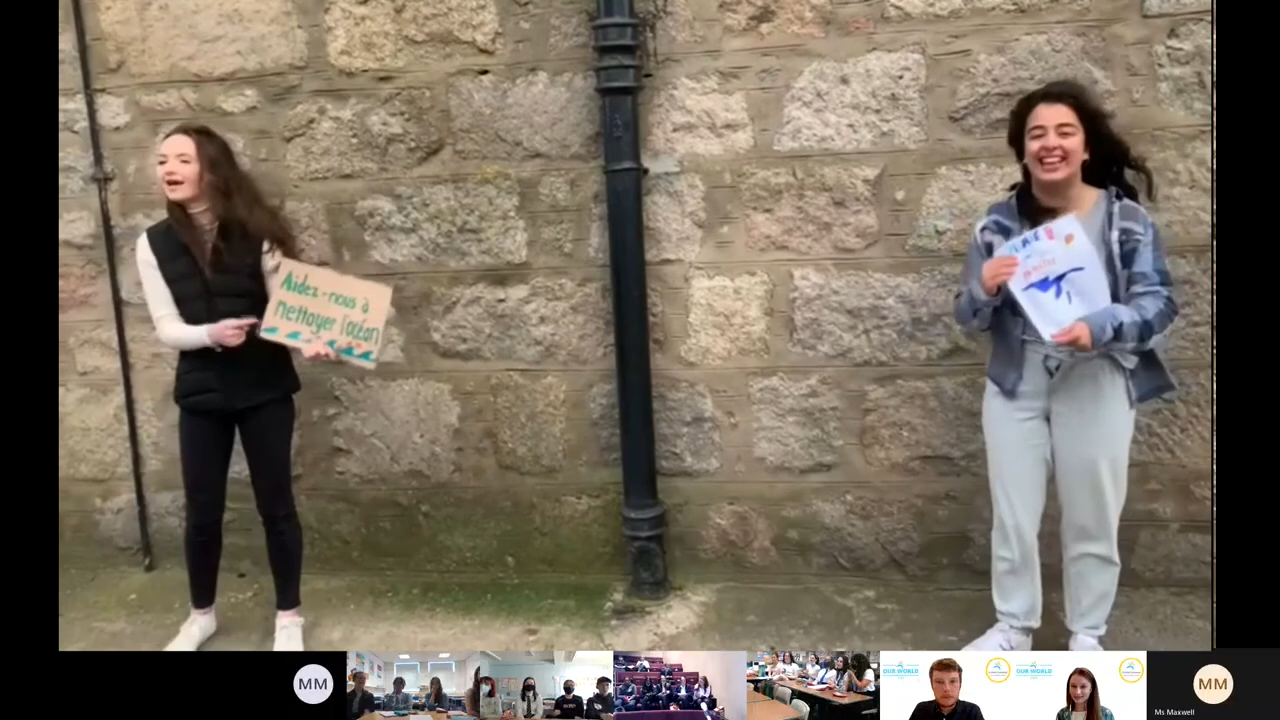 Aidez-nous à
nettoyer l'océan
MM
OUR WORLD
OUR WORLD
MM
Ms Maxwell